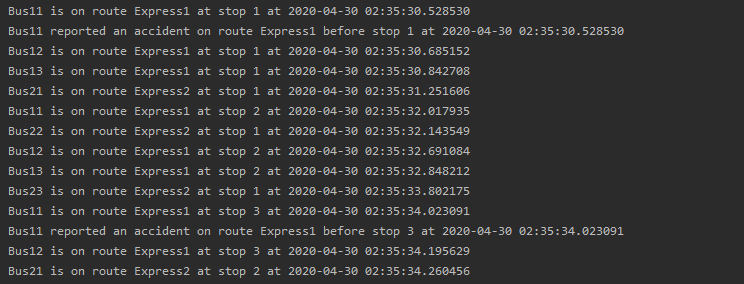 Bus11 is on route Express1 at stop 1 at 2020-04-30 02:35:30.528530
Bus11 reported an accident on route Express1 before stop 1 at 2020-04-30 02:35:30.528530
Bus12 is on route Express1 at stop 1 at 2020-04-30 02:35:30.685152
Bus13 is on route Express1 at stop 1 at 2020-04-30 02:35:30.842708
Bus21 is on route Express2 at stop 1 at 2020-04-30 02:35:31.251606
Bus11 is on route Express1 at stop 2 at 2020-04-30 02:35:32.017935
Bus22 is on route Express2 at stop 1 at 2020-04-30 02:35:32.143549
Bus12 is on route Express1 at stop 2 at 2020-04-30 02:35:32.691084
Bus13 is on route Express1 at stop 2 at 2020-04-30 02:35:32.848212
Bus23 is on route Express2 at stop 1 at 2020-04-30 02:35:33.802175
Bus11 is on route Express1 at stop 3 at 2020-04-30 02:35:34.023091
Bus11 reported an accident on route Express1 before stop 3 at 2020-04-30 02:35:34.023091
Bus12 is on route Express1 at stop 3 at 2020-04-30 02:35:34.195629
Bus21 is on route Express2 at stop 2 at 2020-04-30 02:35:34.260456